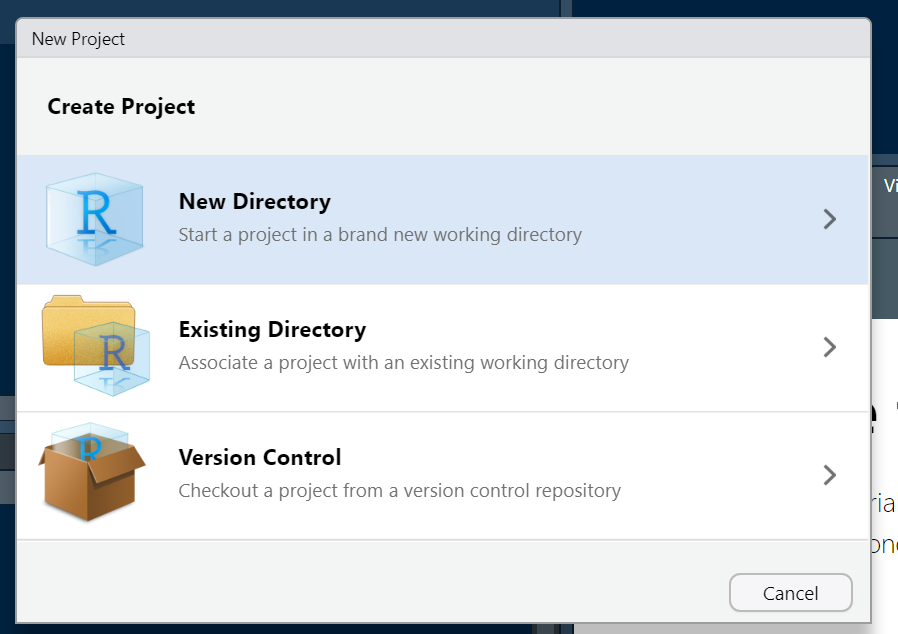 New Project
Create Project
New Directory
Start a project in a brand new working directory
Existing Directory
Associate a project with an existing working directory
Version Control
Checkout a project from a version control repository
Cancel